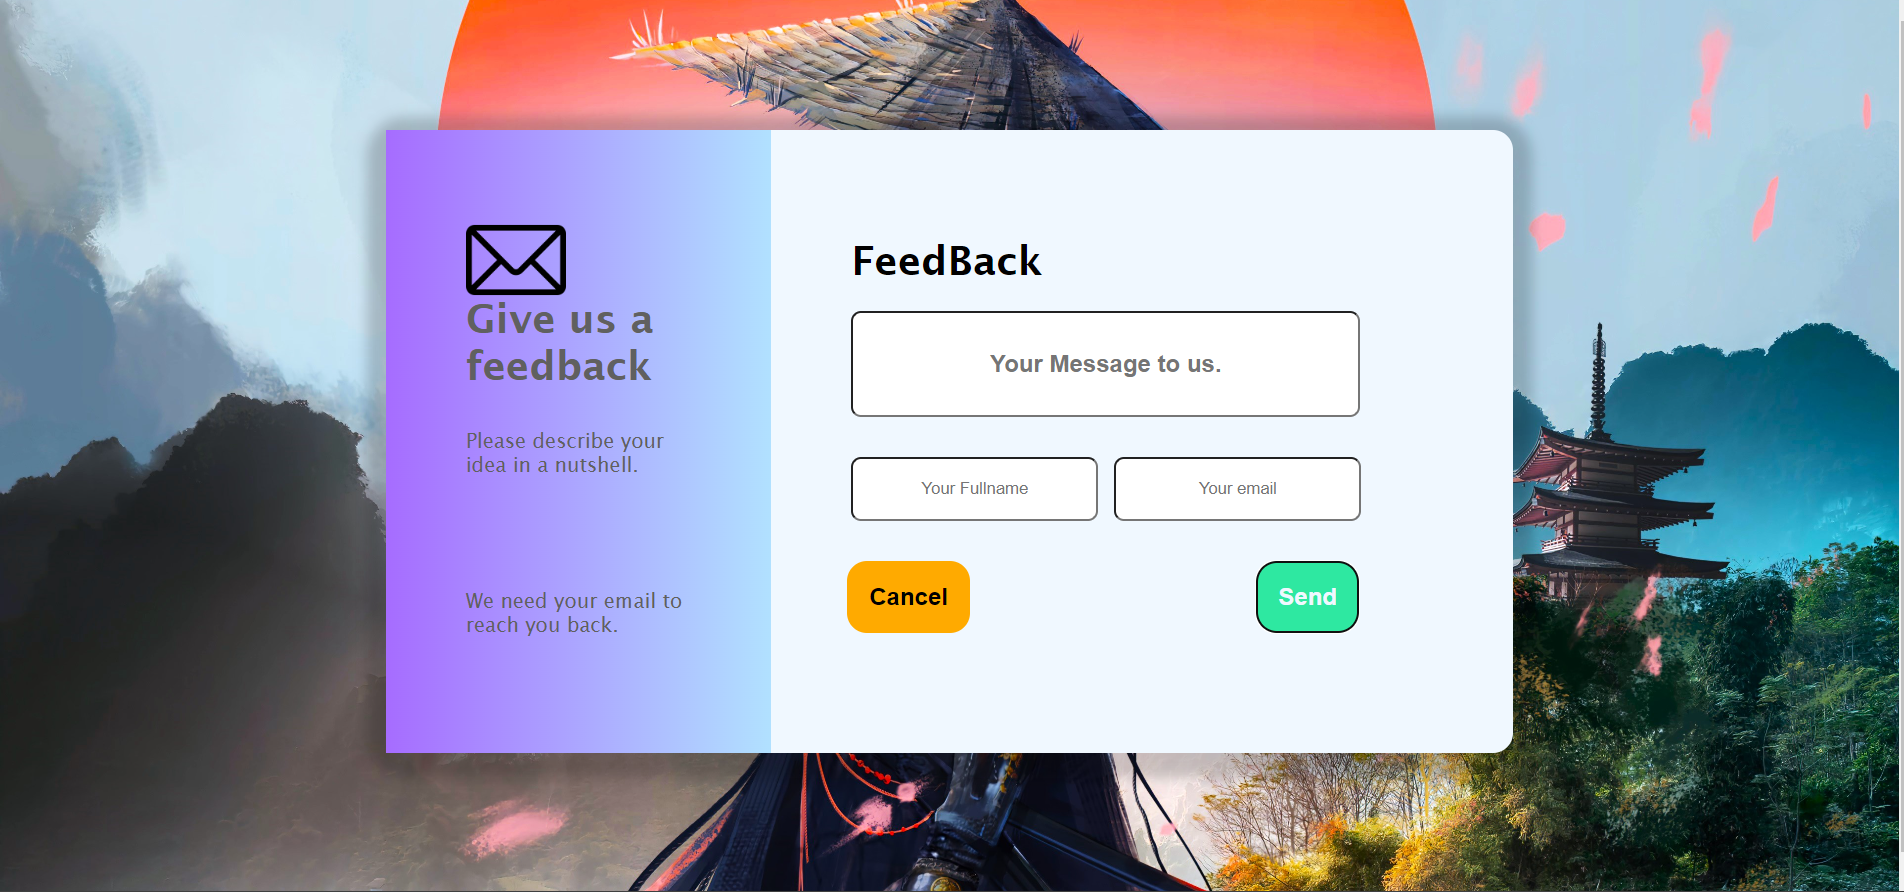 Give us a
feedback
Please describe your
idea in a nutshell.
We need your email to
reach you back.
FeedBack
Your Message to us.
Your Fullname
Your email
Cancel
Send